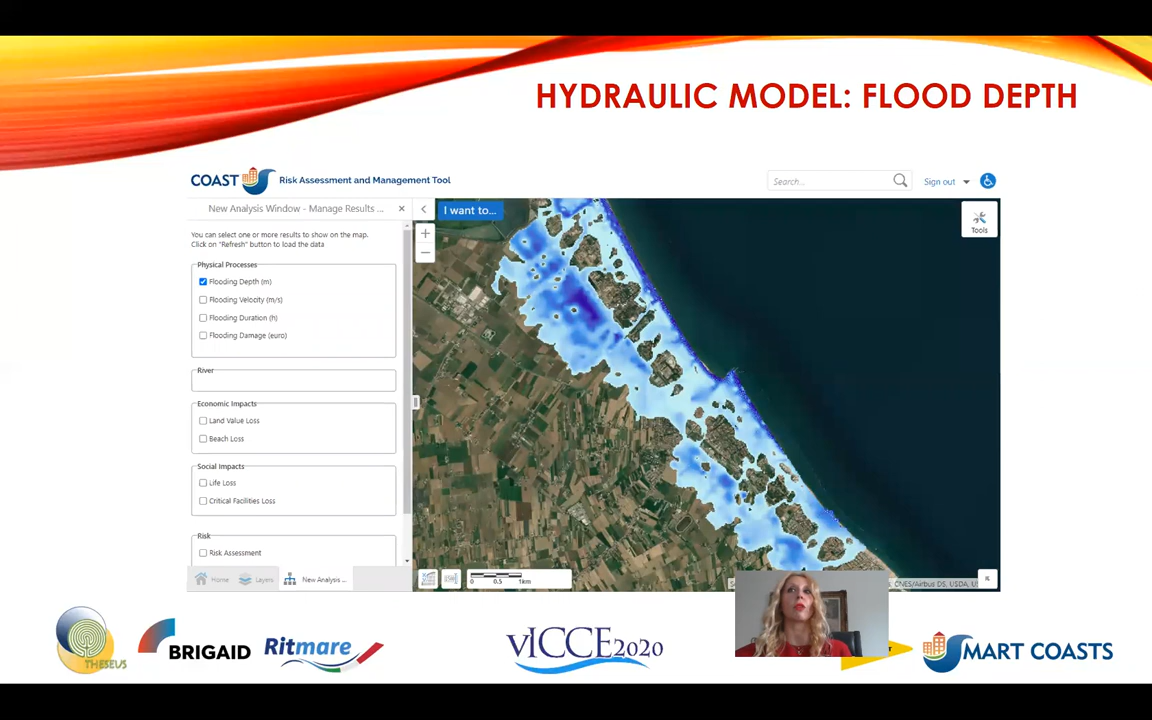 HYDRAULIC MODEL: FLOOD DEPTH
COAST Risk Assessment and Management Tool
Search...
Sign out
New Analysis Window - Manage Results ...
I want to...
Tools
You can select one or more results to show on the map.
Click on "Refresh" button to load the data
Physical Processes
Flooding Depth (m)
Flooding Velocity (m/s)
Flooding Duration (h)
Flooding Damage (euro)
River
Economic Impacts
Land Value Loss
Beach Loss
Social Impacts
Life Loss
Critical Facilities Loss
Risk
Risk Assessment
Home
Layers
New Analysis ...
0 0.5 1km
CNES/Airbus DS, USDA,
THESEUS
BRIGAID
Ritmare
vICCE2020
SMART COASTS